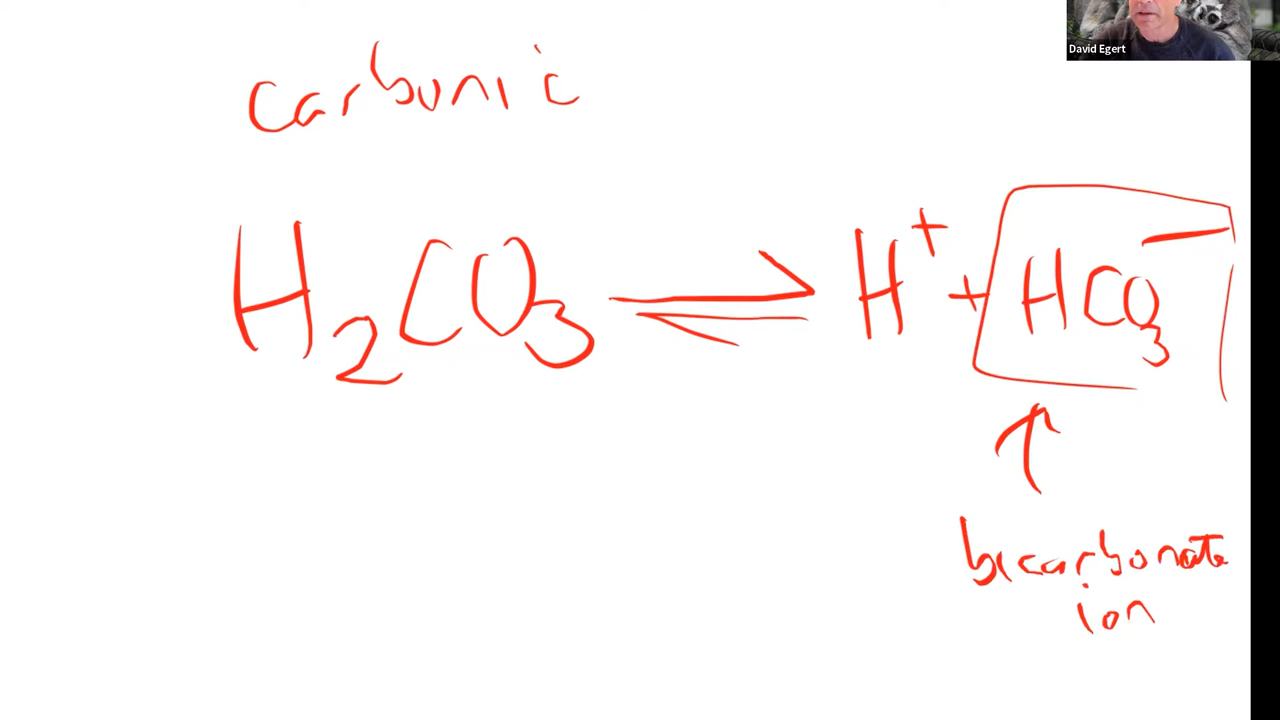 David Egert
carbonic
H₂CO₃ ⇌ H⁺ + HCO₃⁻
bicarbonate
ion